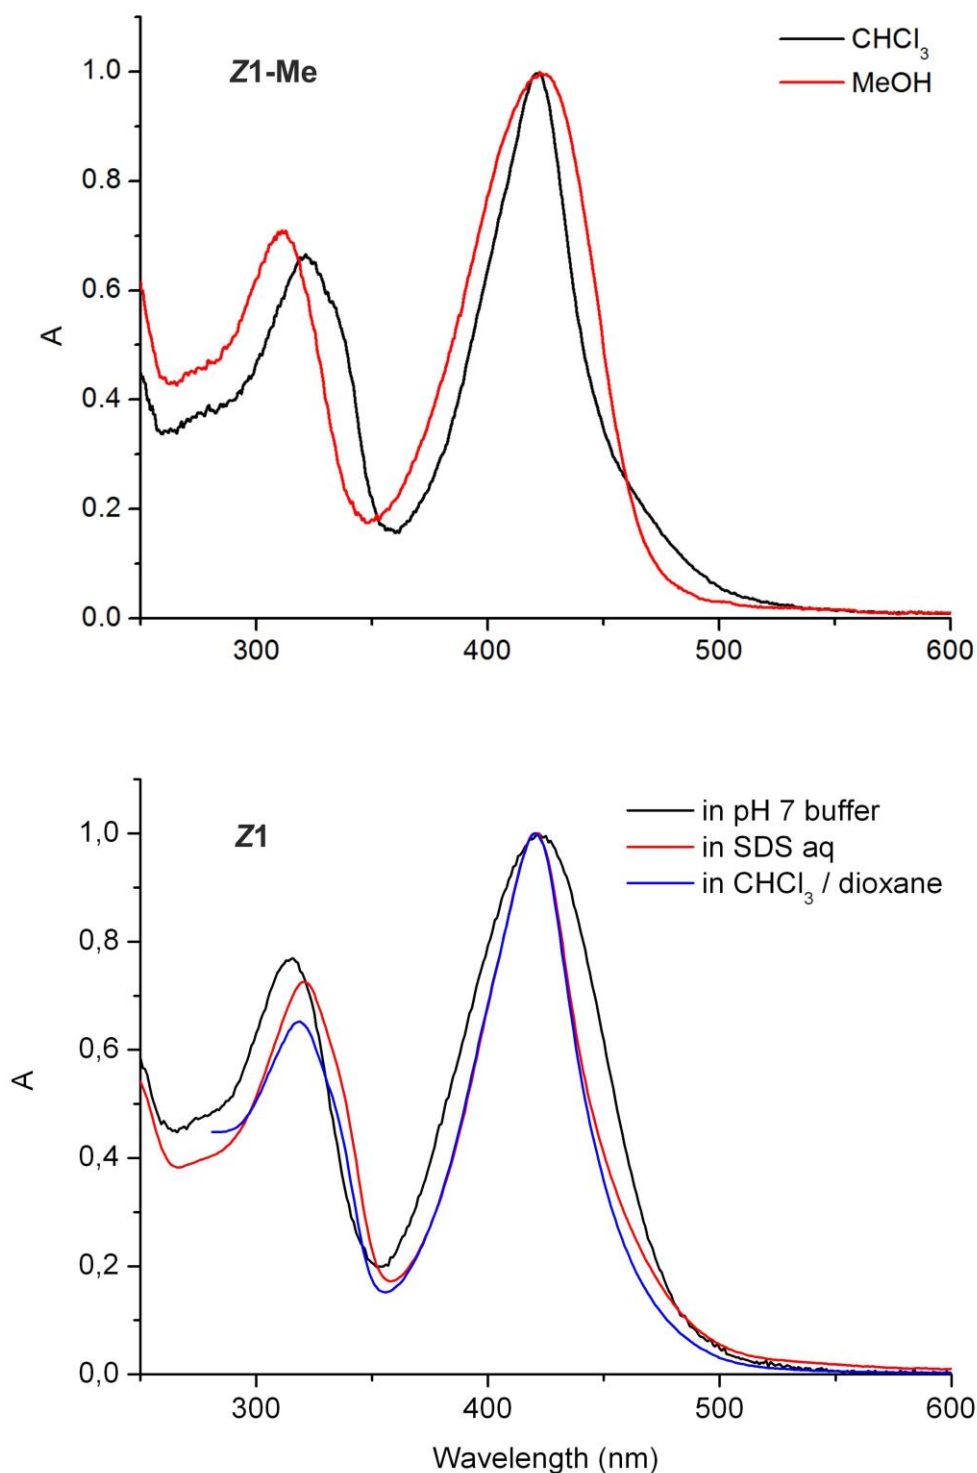 Z1-Me
CHCl₃
MeOH
1.0
0.8
0.6
0.4
0.2
0.0
A
300 400 500 600
Z1
in pH 7 buffer
in SDS aq
in CHCl₃ / dioxane
1,0
0,8
0,6
0,4
0,2
0,0
A
300 400 500 600
Wavelength (nm)